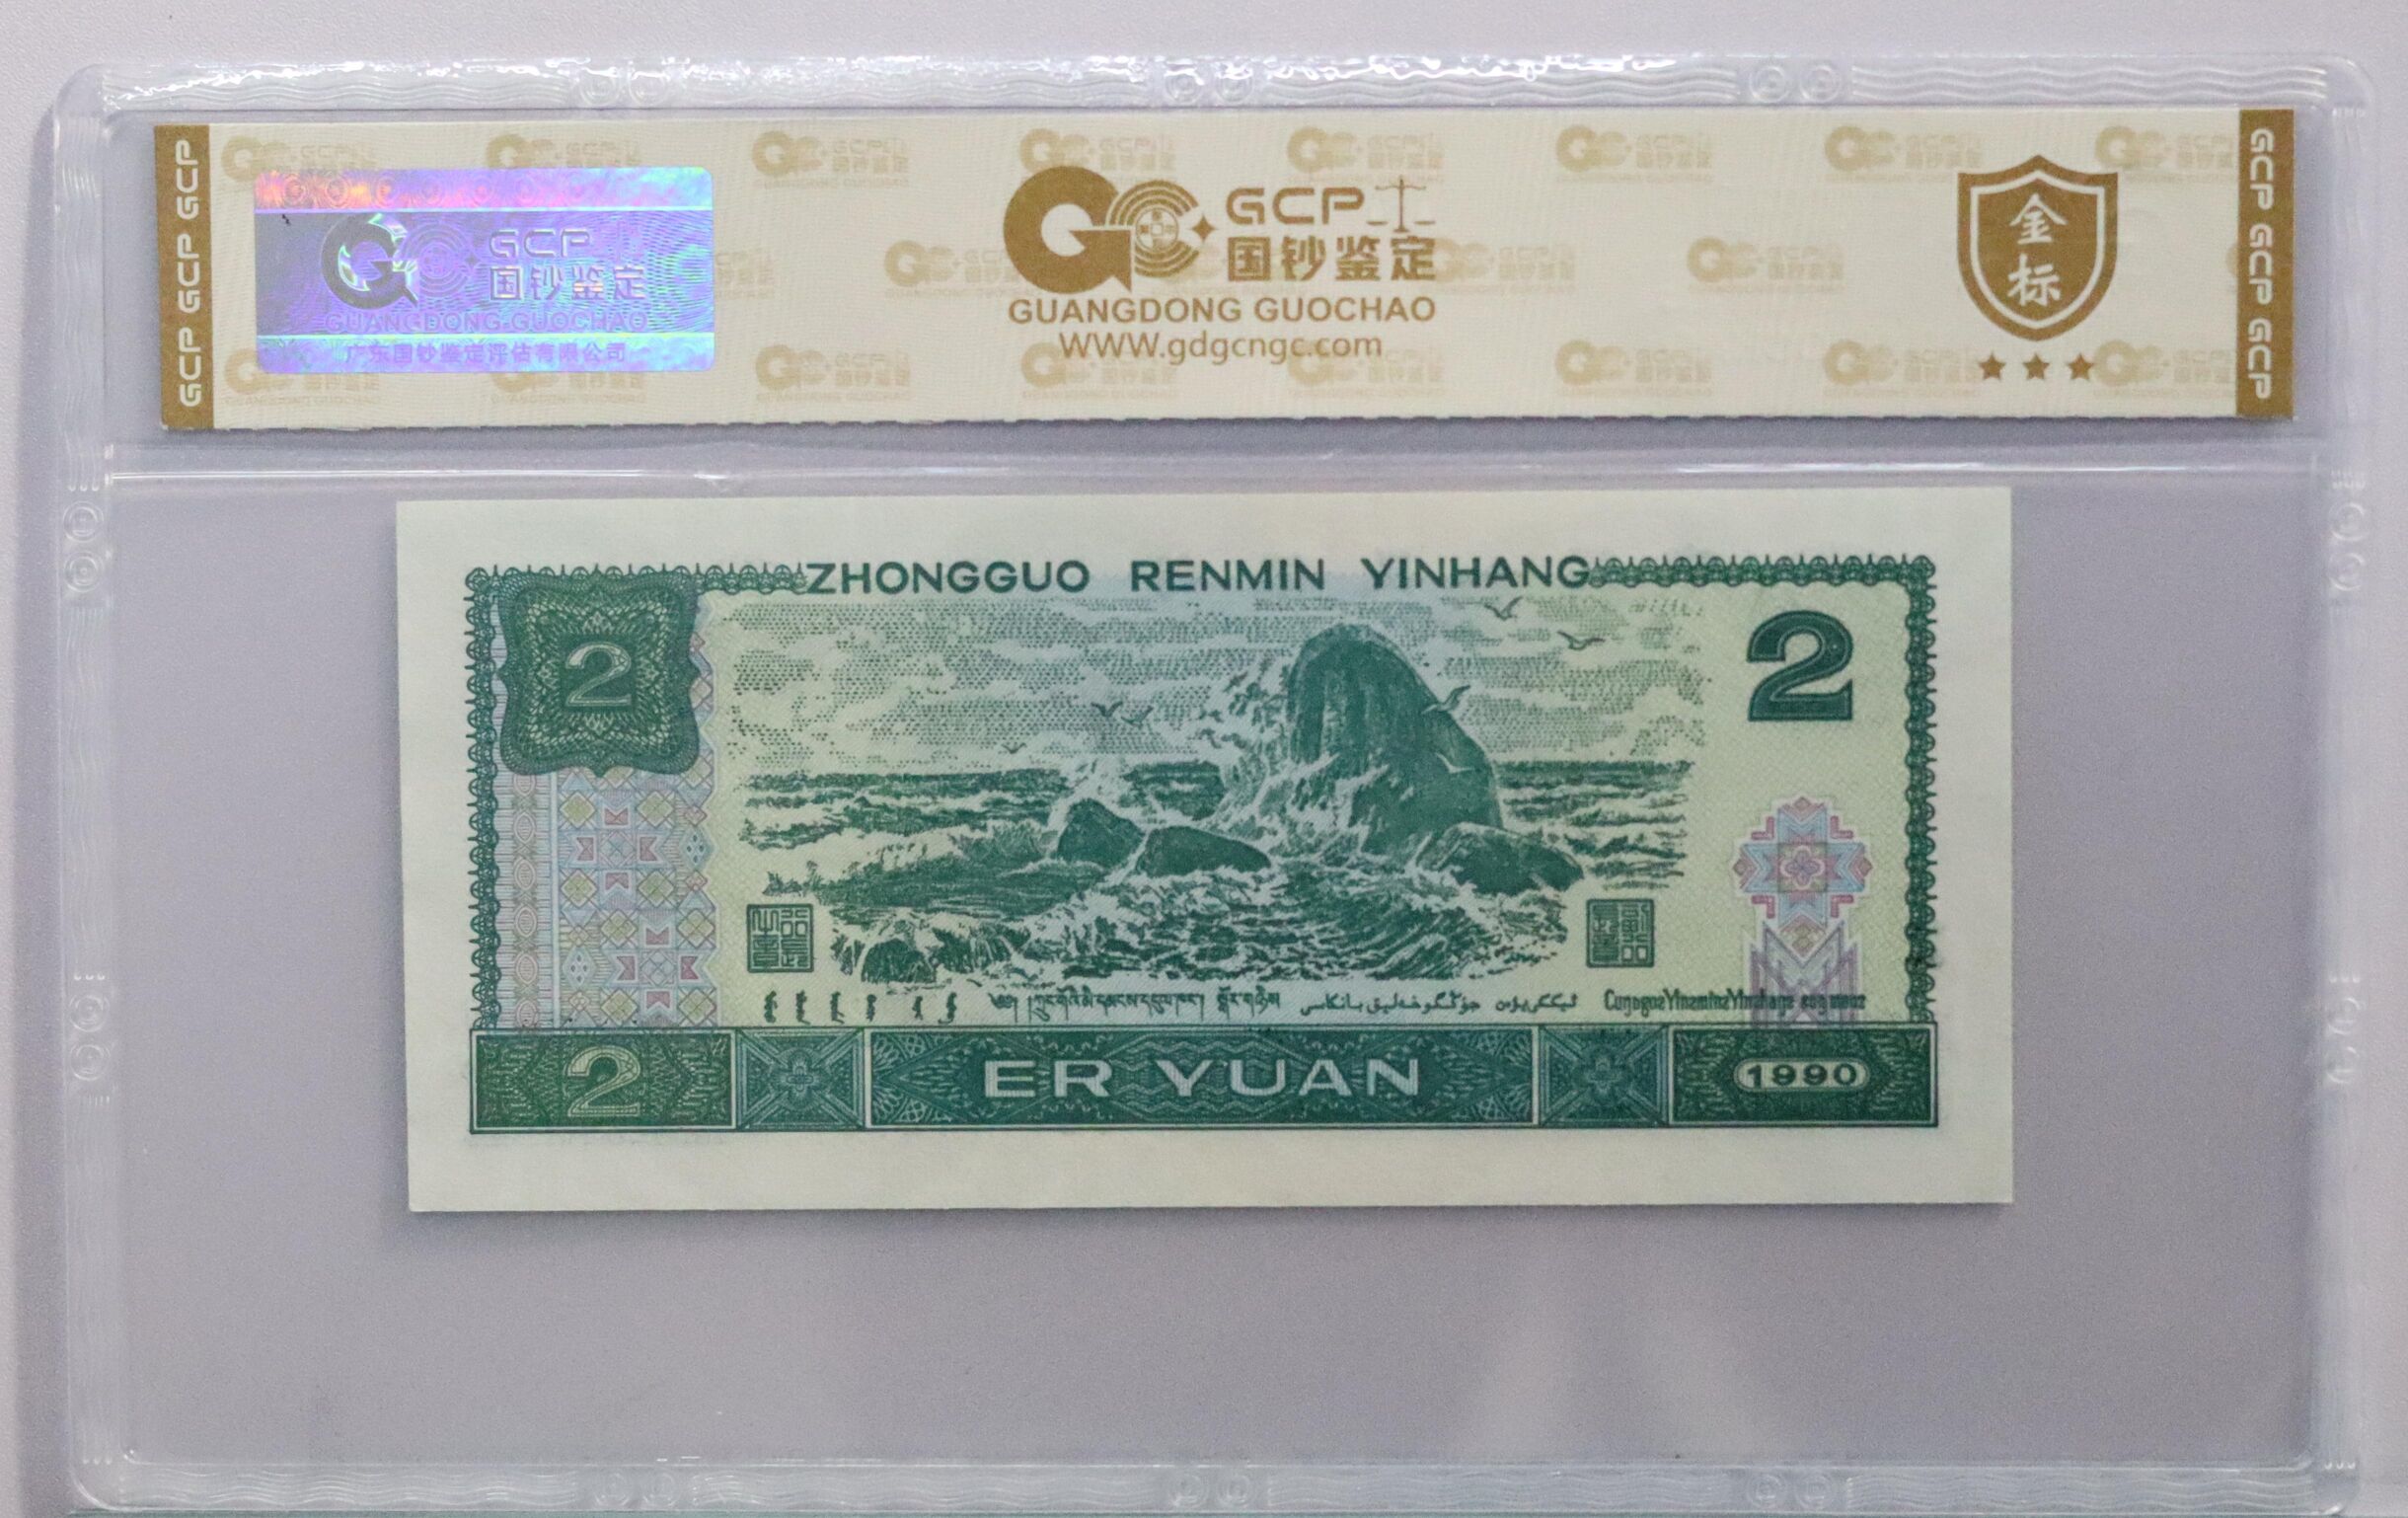 GCP GCP GCP
GCP
国钞鉴定
GUANGDONG GUOCHAO
广东国钞鉴定评估有限公司
GCP
国钞鉴定
GUANGDONG GUOCHAO
WWW.gdgcngc.com
金
标
GCP GCP GCP
ZHONGGUO RENMIN YINHANG
2
2
2
ER YUAN
1990